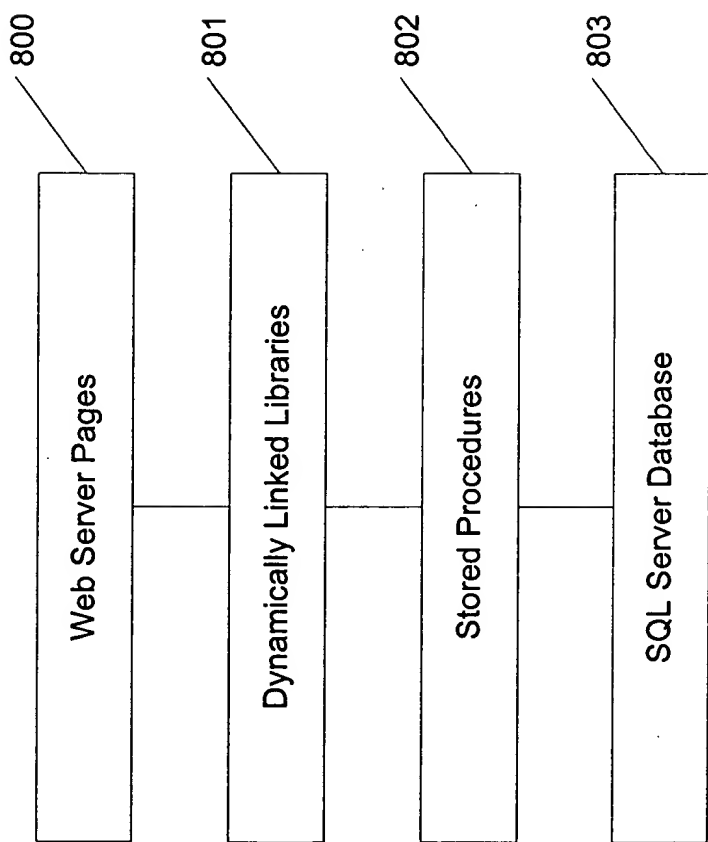 800
Web Server Pages
801
Dynamically Linked Libraries
802
Stored Procedures
803
SQL Server Database